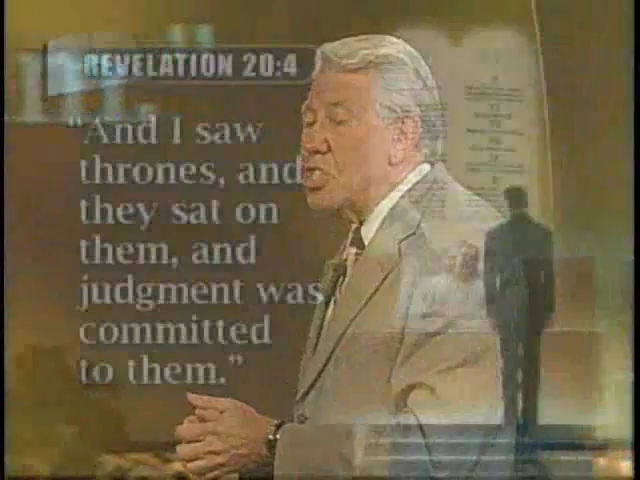 REVELATION 20:4
"And I saw
thrones, and
they sat on
them, and
judgment was
committed
to them."